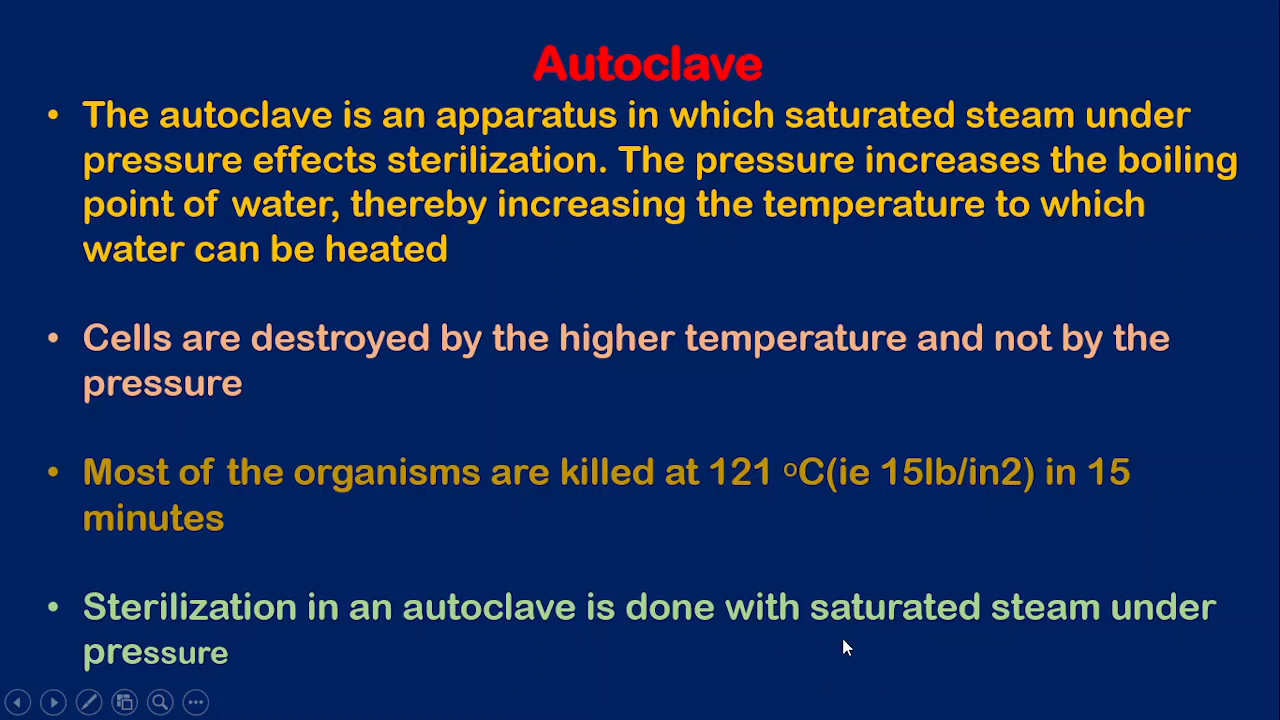 Autoclave
• The autoclave is an apparatus in which saturated steam under
pressure effects sterilization. The pressure increases the boiling
point of water, thereby increasing the temperature to which
water can be heated
• Cells are destroyed by the higher temperature and not by the
pressure
• Most of the organisms are killed at 121 ᵒC(ie 15lb/in2) in 15
minutes
• Sterilization in an autoclave is done with saturated steam under
pressure